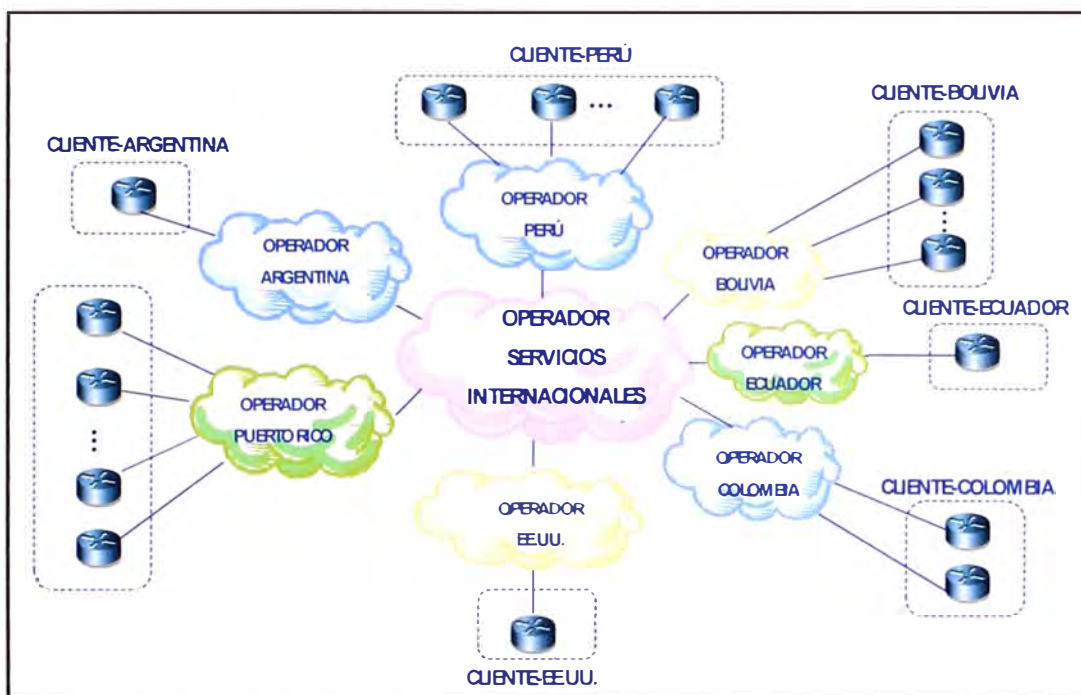 CLIENTE-PERÚ
CLIENTE-BOLIVIA
CLIENTE-ARGENTINA
OPERADOR
PERÚ
OPERADOR
ARGENTINA
OPERADOR
BOLIVIA
OPERADOR
SERVICIOS
INTERNACIONALES
CLIENTE-ECUADOR
OPERADOR
ECUADOR
OPERADOR
PUERTO RICO
OPERADOR
COLOMBIA
CLIENTE-COLOMBIA
OPERADOR
EE.UU.
CLIENTE-EE.UU.